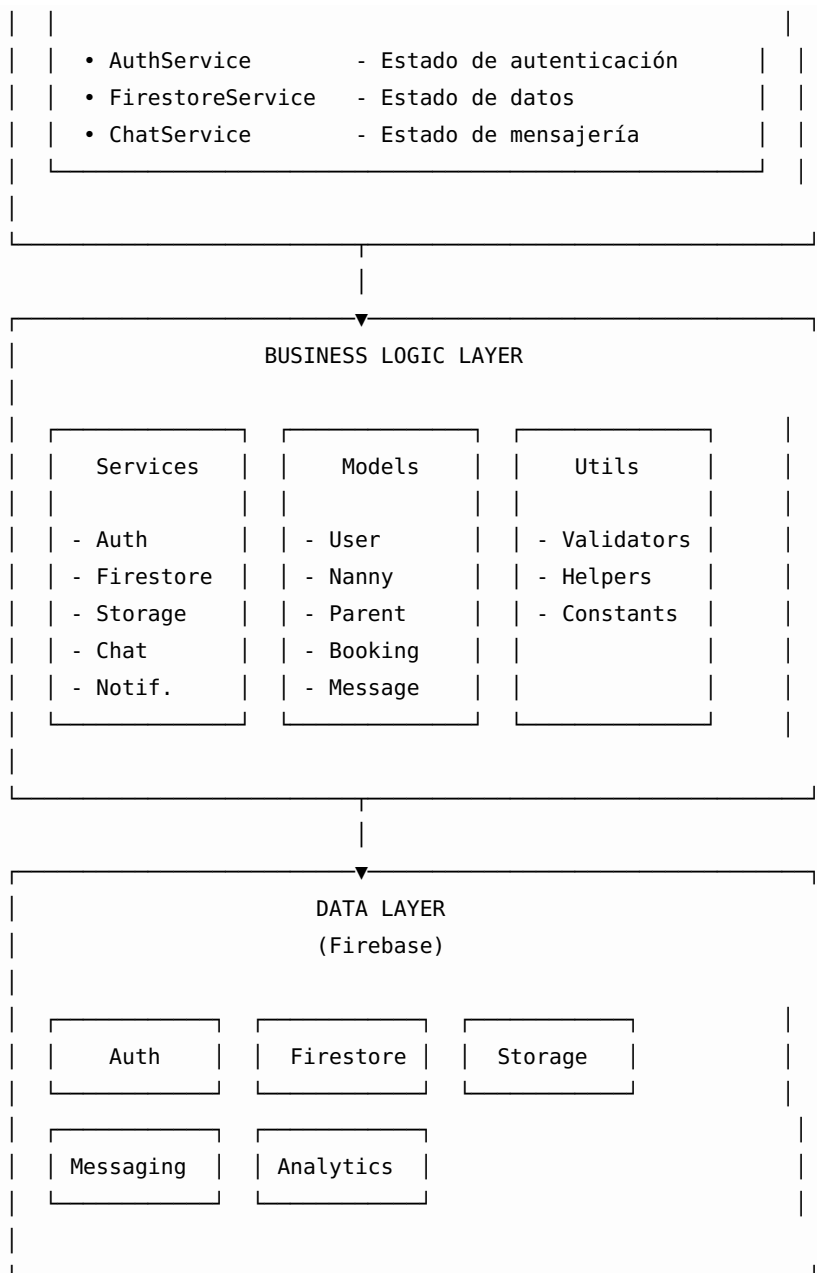 • AuthService - Estado de autenticación
• FirestoreService - Estado de datos
• ChatService - Estado de mensajería
BUSINESS LOGIC LAYER
Services Models Utils
- Auth - User - Validators
- Firestore - Nanny - Helpers
- Storage - Parent - Constants
- Chat - Booking
- Notif. - Message
DATA LAYER
(Firebase)
Auth Firestore Storage
Messaging Analytics